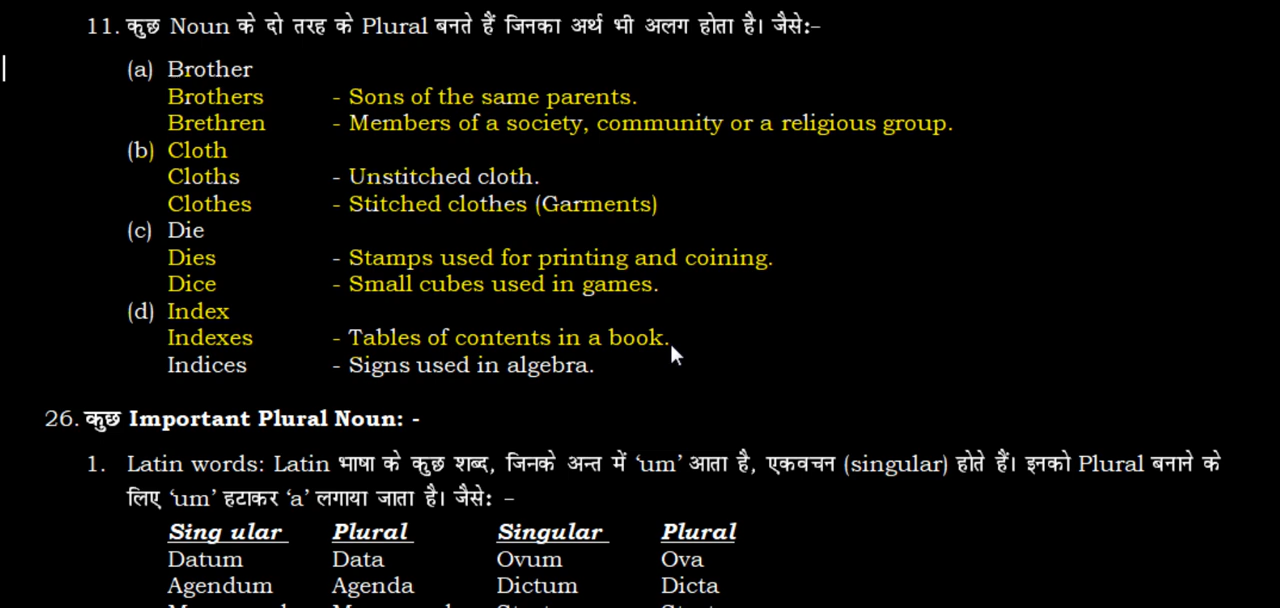 11. कुछ Noun के दो तरह के Plural बनते हैं जिनका अर्थ भी अलग होता है। जैसे:–
(a) Brother
Brothers - Sons of the same parents.
Brethren - Members of a society, community or a religious group.
(b) Cloth
Cloths - Unstitched cloth.
Clothes - Stitched clothes (Garments)
(c) Die
Dies - Stamps used for printing and coining.
Dice - Small cubes used in games.
(d) Index
Indexes - Tables of contents in a book.
Indices - Signs used in algebra.
26. कुछ Important Plural Noun: -
1. Latin words: Latin भाषा के कुछ शब्द, जिनके अन्त में ‘um’ आता है, एकवचन (singular) होते हैं। इनको Plural बनाने के
लिए ‘um’ हटाकर ‘a’ लगाया जाता है। जैसे: –
Sing ular Plural Singular Plural
Datum Data Ovum Ova
Agendum Agenda Dictum Dicta